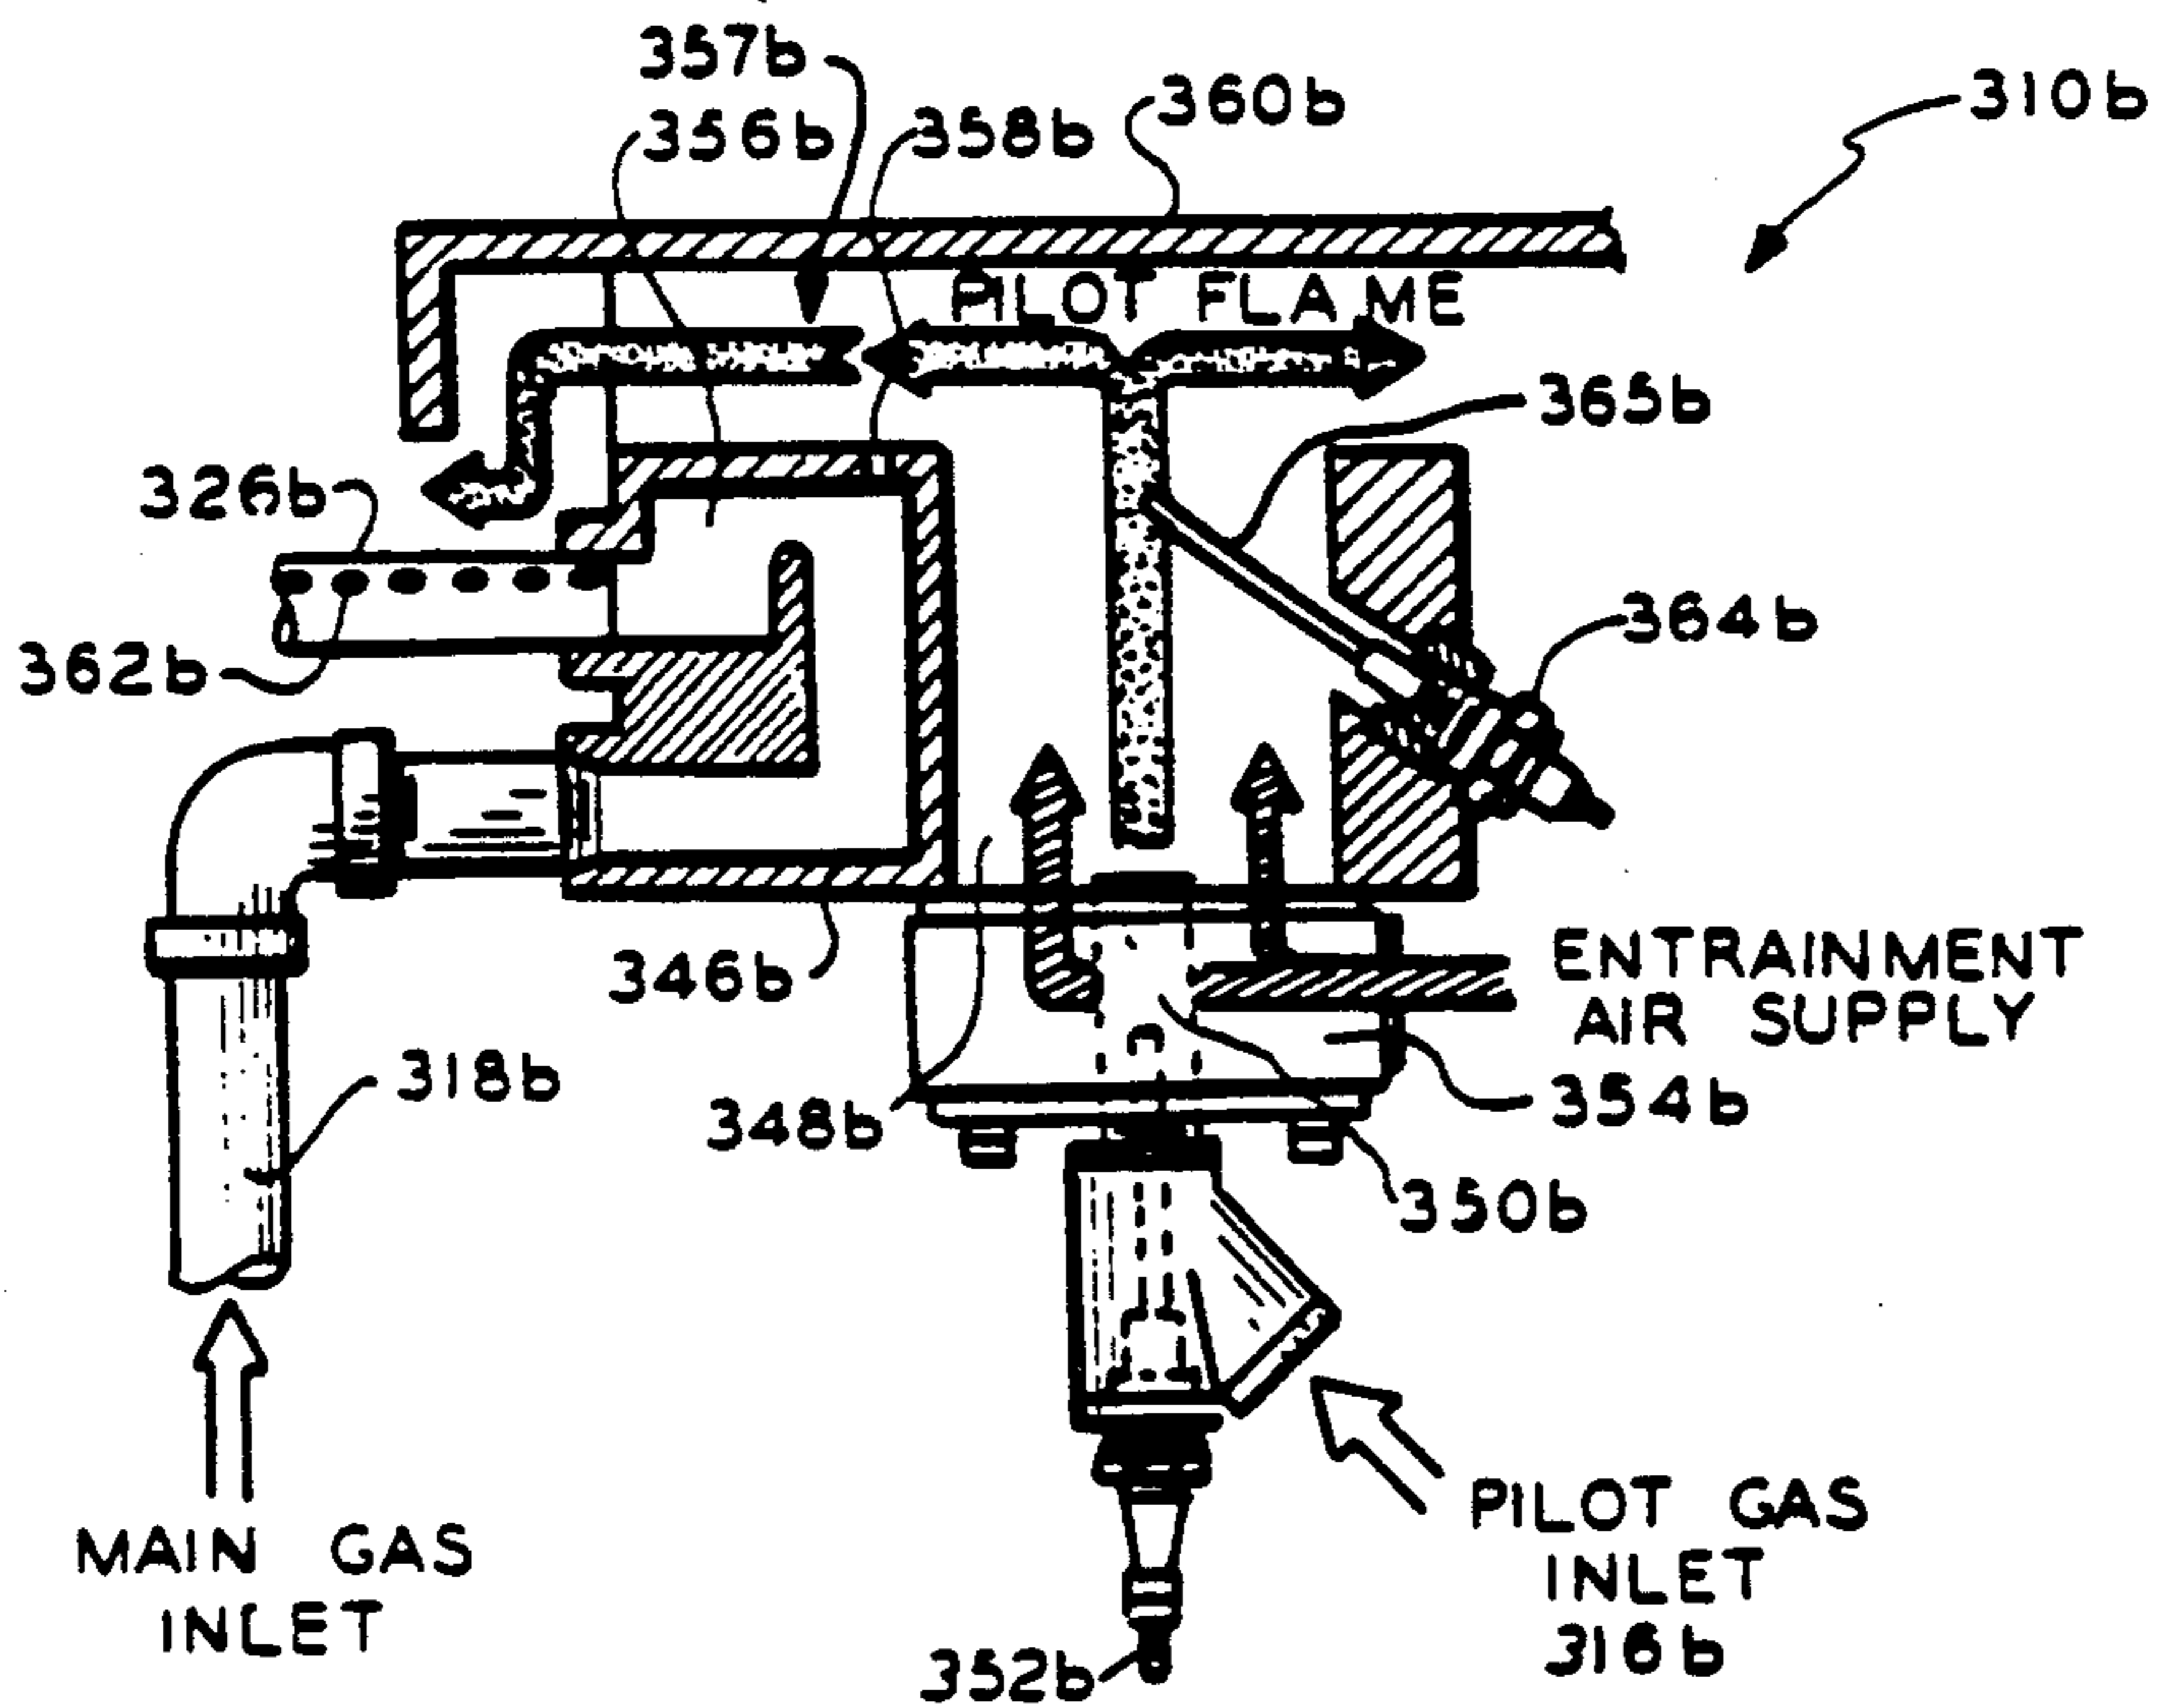 357b
356b
358b
360b
310b
PILOT FLAME
365b
326b
364b
362b
ENTRAINMENT
AIR SUPPLY
346b
318b
348b
354b
350b
PILOT GAS
INLET
316b
MAIN GAS
INLET
352b